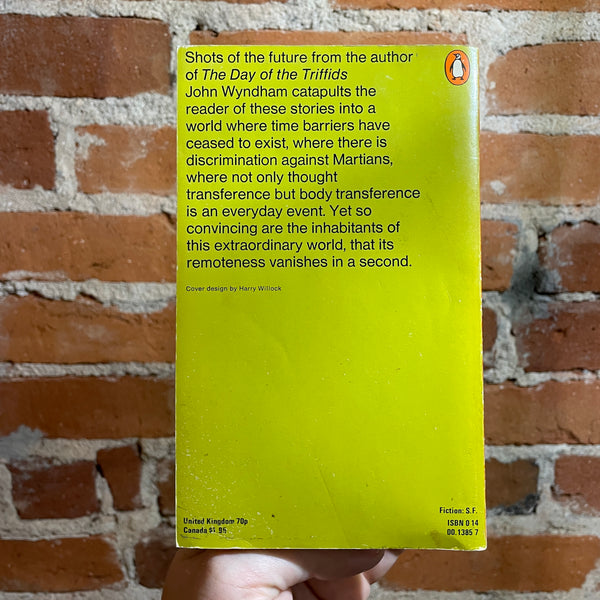 Shots of the future from the author
of The Day of the Triffids
John Wyndham catapults the
reader of these stories into a
world where time barriers have
ceased to exist, where there is
discrimination against Martians,
where not only thought
transference but body transference
is an everyday event. Yet so
convincing are the inhabitants of
this extraordinary world, that its
remoteness vanishes in a second.
Cover design by Harry Willock
United Kingdom 70p
Canada $1.95
Fiction: S.F.
ISBN 0 14
00.1385 7